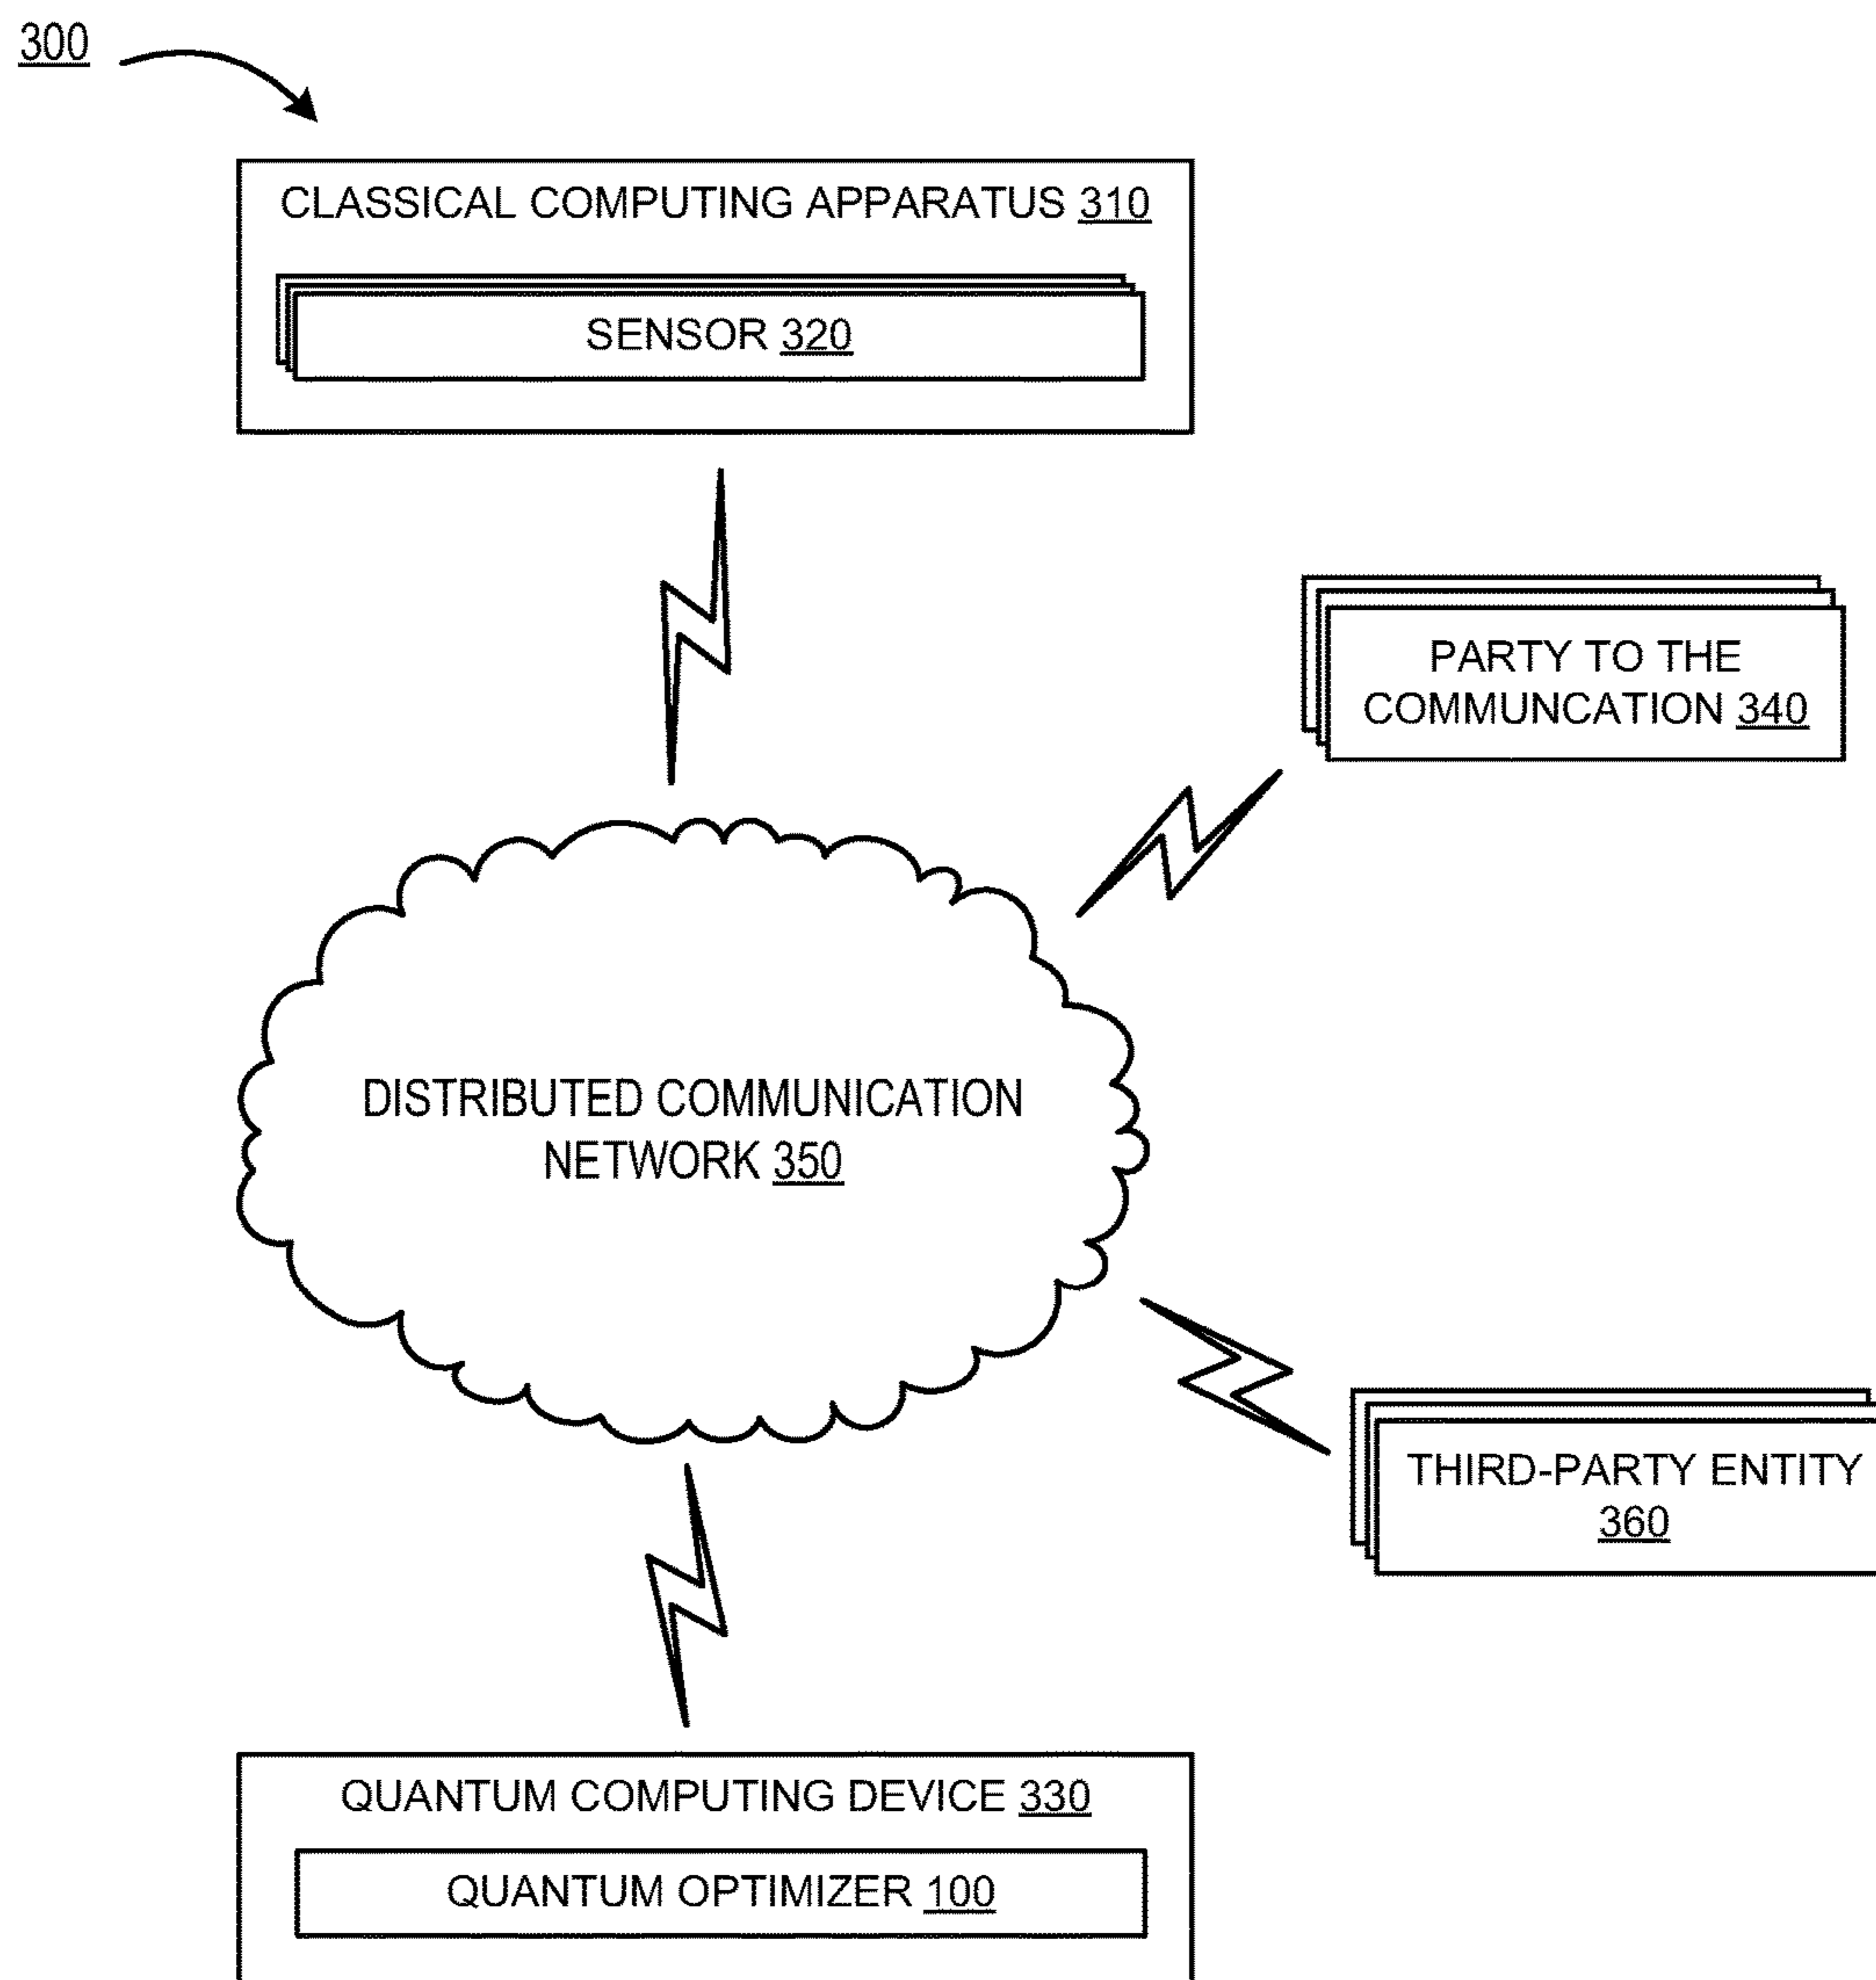 300
CLASSICAL COMPUTING APPARATUS 310
SENSOR 320
PARTY TO THE
COMMUNCATION 340
DISTRIBUTED COMMUNICATION
NETWORK 350
THIRD-PARTY ENTITY
360
QUANTUM COMPUTING DEVICE 330
QUANTUM OPTIMIZER 100